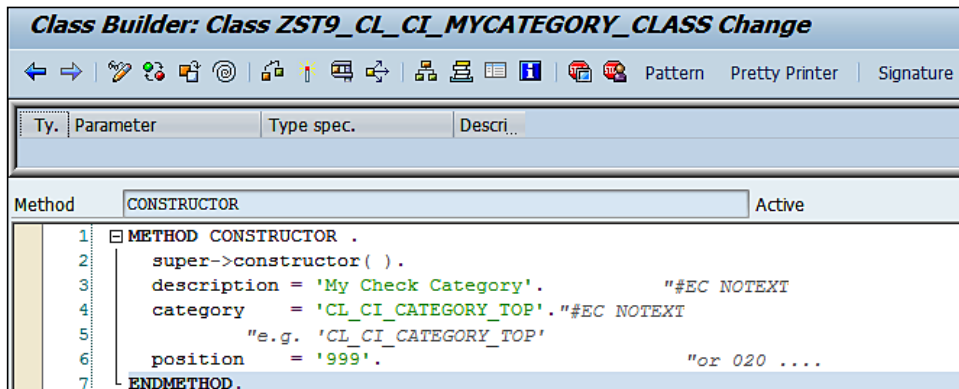 Class Builder: Class ZST9_CL_CI_MYCATEGORY_CLASS Change
Pattern Pretty Printer Signature
Ty. Parameter Type spec. Descri...
Method CONSTRUCTOR Active
1 METHOD CONSTRUCTOR .
2 super->constructor( ).
3 description = 'My Check Category'. "#EC NOTEXT
4 category = 'CL_CI_CATEGORY_TOP'."#EC NOTEXT
5 "e.g. 'CL_CI_CATEGORY_TOP'
6 position = '999'. "or 020 ....
7 ENDMETHOD.